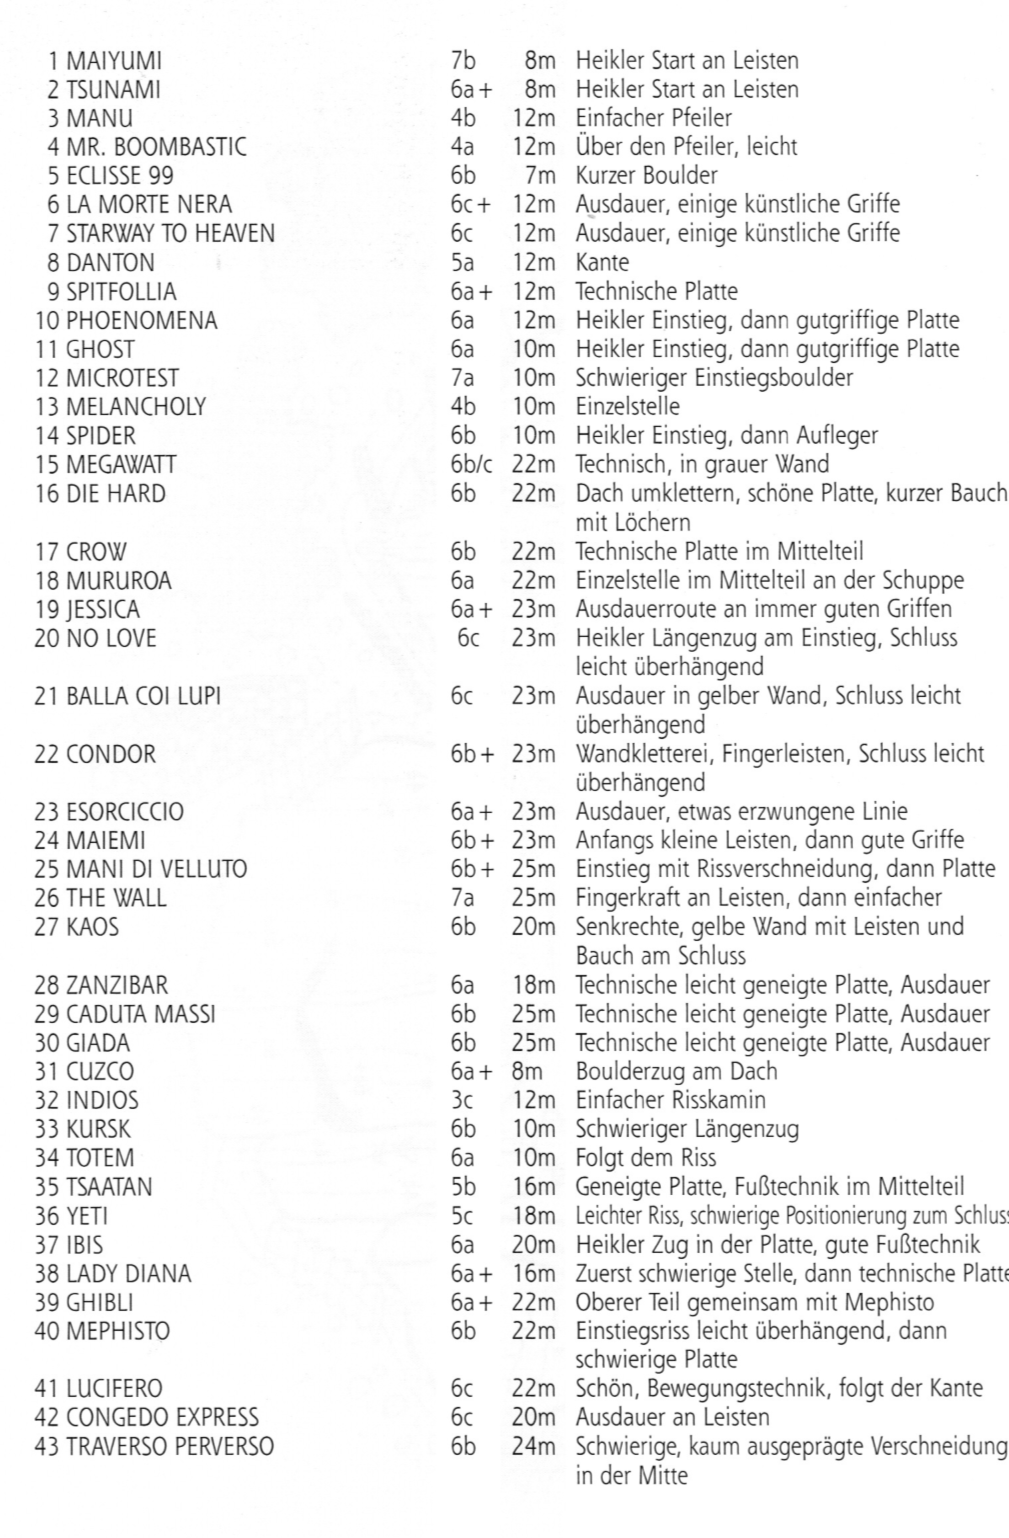 1 MAIYUMI 7b 8m Heikler Start an Leisten
2 TSUNAMI 6a+ 8m Heikler Start an Leisten
3 MANU 4b 12m Einfacher Pfeiler
4 MR. BOOMBASTIC 4a 12m Über den Pfeiler, leicht
5 ECLISSE 99 6b 7m Kurzer Boulder
6 LA MORTE NERA 6c+ 12m Ausdauer, einige künstliche Griffe
7 STARWAY TO HEAVEN 6c 12m Ausdauer, einige künstliche Griffe
8 DANTON 5a 12m Kante
9 SPITFOLLIA 6a+ 12m Technische Platte
10 PHOENOMENA 6a 12m Heikler Einstieg, dann gutgriffige Platte
11 GHOST 6a 10m Heikler Einstieg, dann gutgriffige Platte
12 MICROTEST 7a 10m Schwieriger Einstiegsboulder
13 MELANCHOLY 4b 10m Einzelstelle
14 SPIDER 6b 10m Heikler Einstieg, dann Aufleger
15 MEGAWATT 6b/c 22m Technisch, in grauer Wand
16 DIE HARD 6b 22m Dach umklettern, schöne Platte, kurzer Bauch
mit Löchern
17 CROW 6b 22m Technische Platte im Mittelteil
18 MURUROA 6a 22m Einzelstelle im Mittelteil an der Schuppe
19 JESSICA 6a+ 23m Ausdauerroute an immer guten Griffen
20 NO LOVE 6c 23m Heikler Längenzug am Einstieg, Schluss
leicht überhängend
21 BALLA COI LUPI 6c 23m Ausdauer in gelber Wand, Schluss leicht
überhängend
22 CONDOR 6b+ 23m Wandkletterei, Fingerleisten, Schluss leicht
überhängend
23 ESORCICCIO 6a+ 23m Ausdauer, etwas erzwungene Linie
24 MAIEMI 6b+ 23m Anfangs kleine Leisten, dann gute Griffe
25 MANI DI VELLUTO 6b+ 25m Einstieg mit Rissverschneidung, dann Platte
26 THE WALL 7a 25m Fingerkraft an Leisten, dann einfacher
27 KAOS 6b 20m Senkrechte, gelbe Wand mit Leisten und
Bauch am Schluss
28 ZANZIBAR 6a 18m Technische leicht geneigte Platte, Ausdauer
29 CADUTA MASSI 6b 25m Technische leicht geneigte Platte, Ausdauer
30 GIADA 6b 25m Technische leicht geneigte Platte, Ausdauer
31 CUZCO 6a+ 8m Boulderzug am Dach
32 INDIOS 3c 12m Einfacher Risskamin
33 KURSK 6b 10m Schwieriger Längenzug
34 TOTEM 6a 10m Folgt dem Riss
35 TSAATAN 5b 16m Geneigte Platte, Fußtechnik im Mittelteil
36 YETI 5c 18m Leichter Riss, schwierige Positionierung zum Schluss
37 IBIS 6a 20m Heikler Zug in der Platte, gute Fußtechnik
38 LADY DIANA 6a+ 16m Zuerst schwierige Stelle, dann technische Platte
39 GHIBLI 6a+ 22m Oberer Teil gemeinsam mit Mephisto
40 MEPHISTO 6b 22m Einstiegsriss leicht überhängend, dann
schwierige Platte
41 LUCIFERO 6c 22m Schön, Bewegungstechnik, folgt der Kante
42 CONGEDO EXPRESS 6c 20m Ausdauer an Leisten
43 TRAVERSO PERVERSO 6b 24m Schwierige, kaum ausgeprägte Verschneidung
in der Mitte